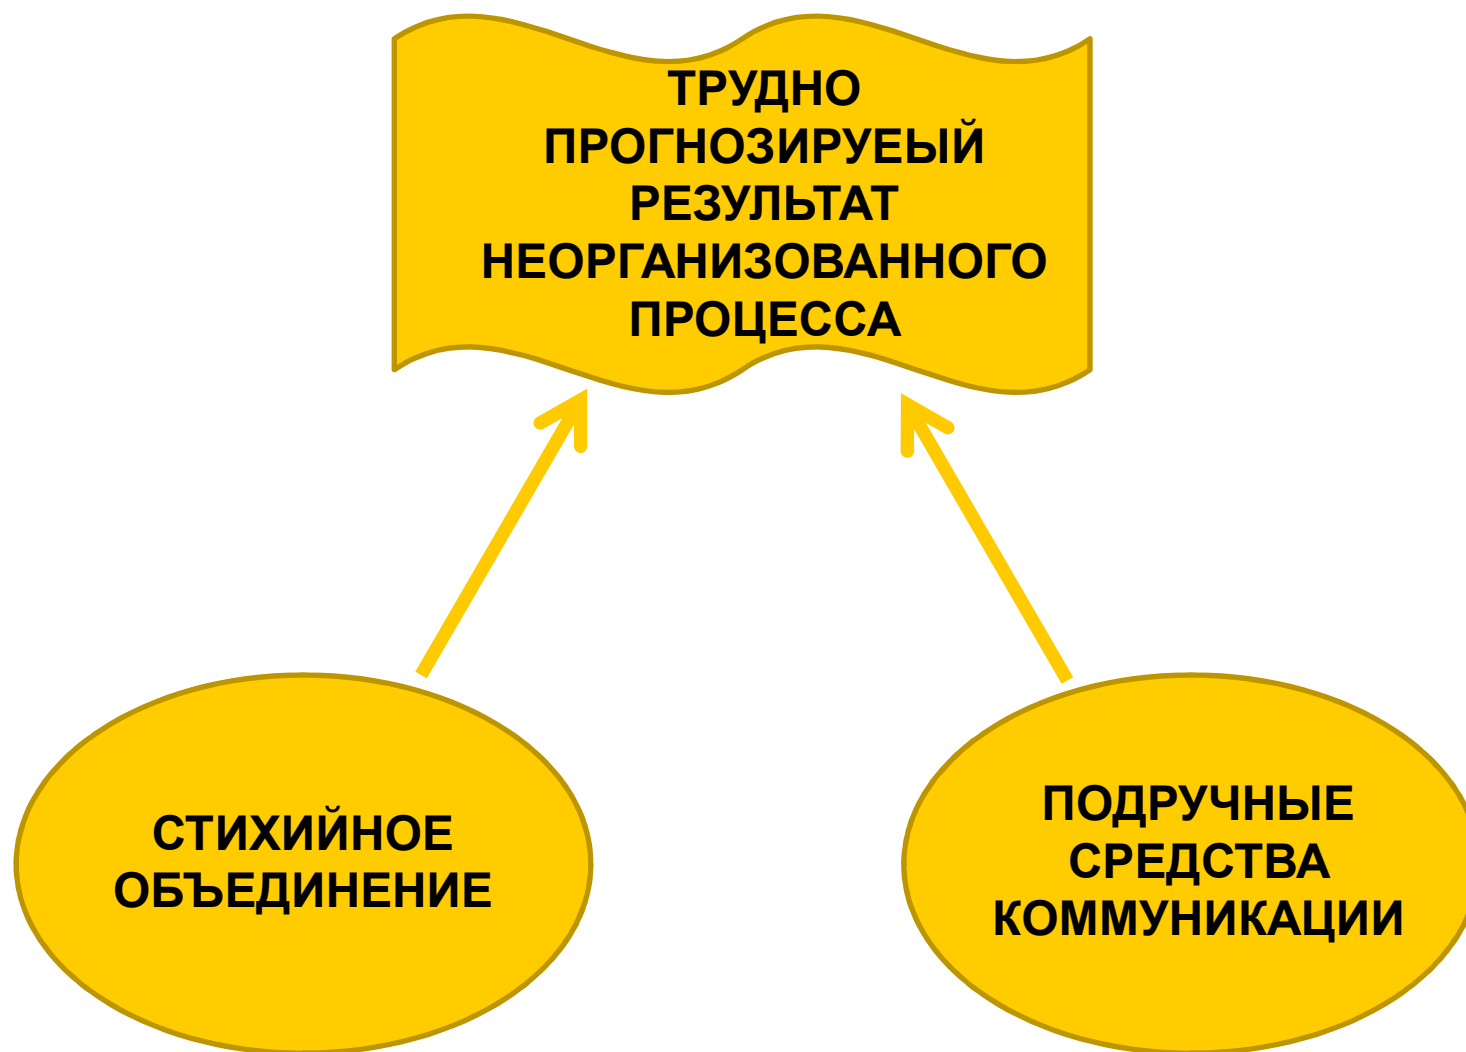 ТРУДНО
ПРОГНОЗИРУЕЫЙ
РЕЗУЛЬТАТ
НЕОРГАНИЗОВАННОГО
ПРОЦЕССА
СТИХИЙНОЕ
ОБЪЕДИНЕНИЕ
ПОДРУЧНЫЕ
СРЕДСТВА
КОММУНИКАЦИИ